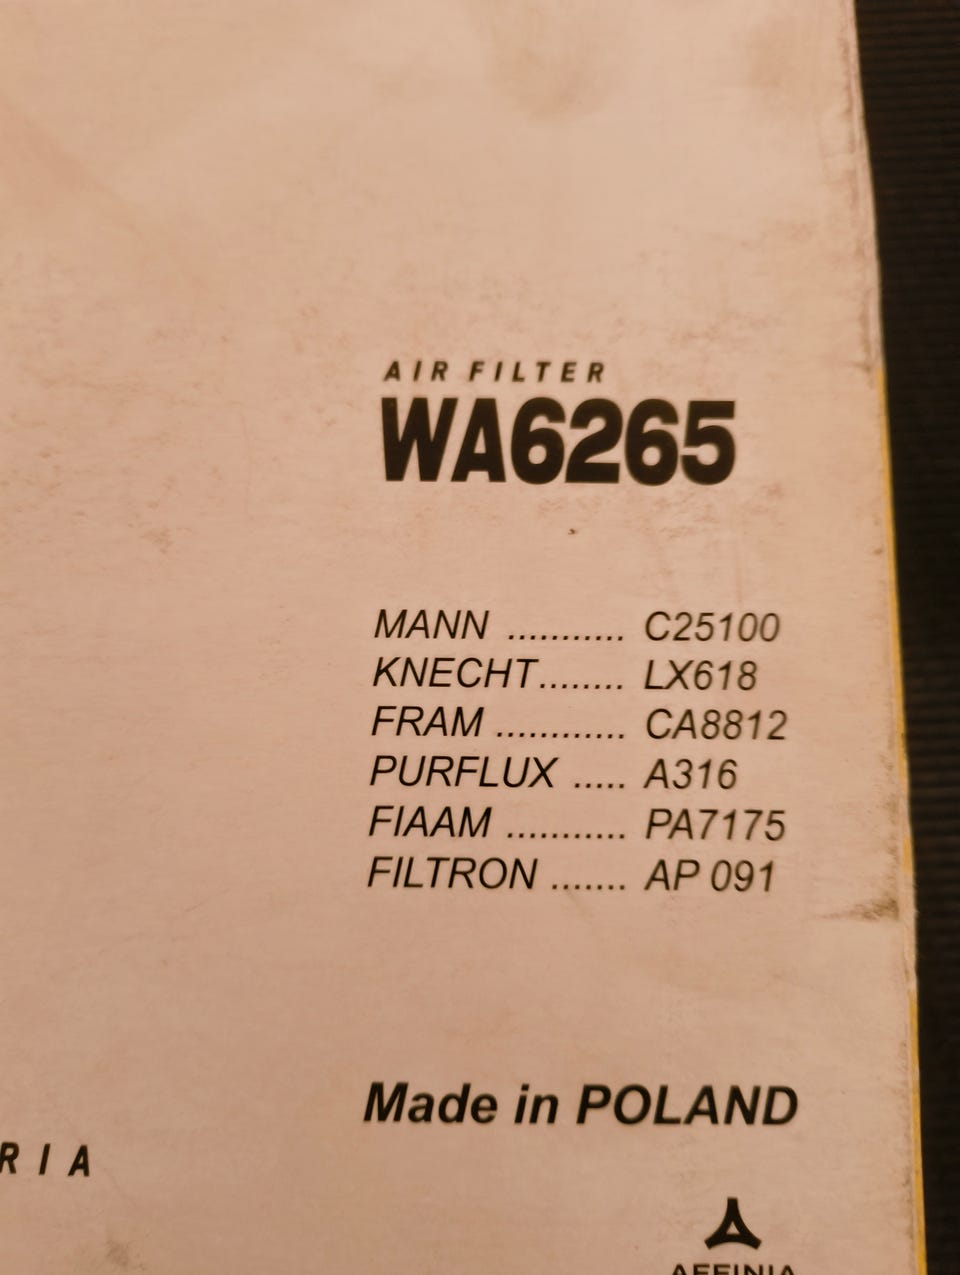 AIR FILTER
WA6265
MANN ........... C25100
KNECHT........ LX618
FRAM ............ CA8812
PURFLUX ..... A316
FIAAM ........... PA7175
FILTRON ....... AP 091
Made in POLAND
RIA
AFFINIA